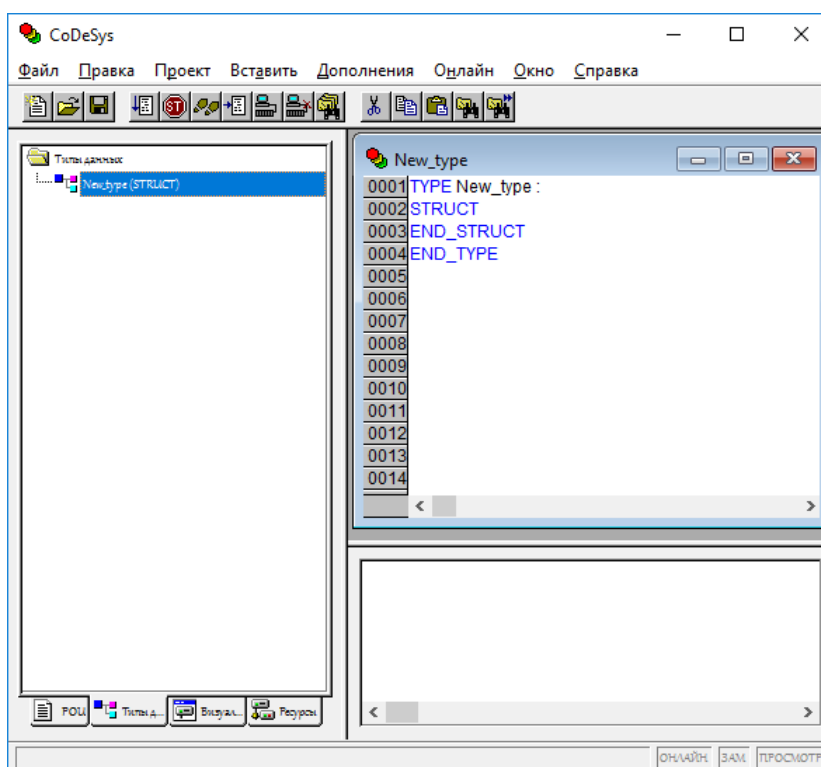 CoDeSys
Файл Правка Проект Вставить Дополнения Онлайн Окно Справка
ST
Типы данных
New_type (STRUCT)
New_type
0001 TYPE New_type :
0002 STRUCT
0003 END_STRUCT
0004 END_TYPE
0005
0006
0007
0008
0009
0010
0011
0012
0013
0014
POU Типы д... Визуал... Ресурсы
ОНЛАЙН ЗАМ ПРОСМОТР